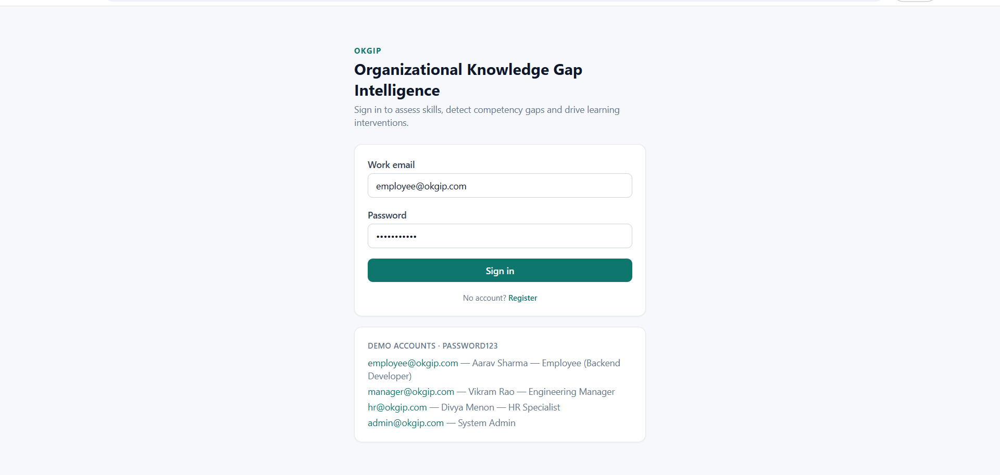 OKGIP
Organizational Knowledge Gap
Intelligence
Sign in to assess skills, detect competency gaps and drive learning
interventions.
Work email
employee@okgip.com
Password
•••••••••••
Sign in
No account? Register
DEMO ACCOUNTS · PASSWORD123
employee@okgip.com — Aarav Sharma — Employee (Backend
Developer)
manager@okgip.com — Vikram Rao — Engineering Manager
hr@okgip.com — Divya Menon — HR Specialist
admin@okgip.com — System Admin